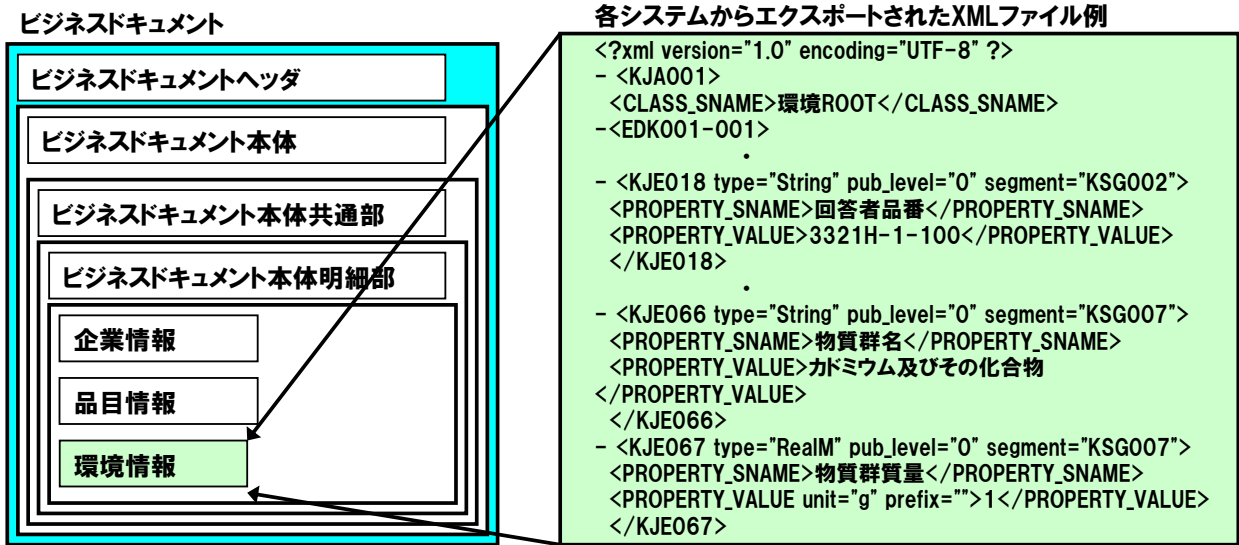 ビジネスドキュメント
ビジネスドキュメントヘッダ
ビジネスドキュメント本体
ビジネスドキュメント本体共通部
ビジネスドキュメント本体明細部
企業情報
品目情報
環境情報
各システムからエクスポートされたXMLファイル例
<?xml version="1.0" encoding="UTF-8" ?>
- <KJA001>
<CLASS_SNAME>環境ROOT</CLASS_SNAME>
-<EDK001-001>
・
- <KJE018 type="String" pub_level="0" segment="KSG002">
<PROPERTY_SNAME>回答者品番</PROPERTY_SNAME>
<PROPERTY_VALUE>3321H-1-100</PROPERTY_VALUE>
</KJE018>
・
- <KJE066 type="String" pub_level="0" segment="KSG007">
<PROPERTY_SNAME>物質群名</PROPERTY_SNAME>
<PROPERTY_VALUE>カドミウム及びその化合物
</PROPERTY_VALUE>
</KJE066>
- <KJE067 type="RealM" pub_level="0" segment="KSG007">
<PROPERTY_SNAME>物質群質量</PROPERTY_SNAME>
<PROPERTY_VALUE unit="g" prefix="">1</PROPERTY_VALUE>
</KJE067>